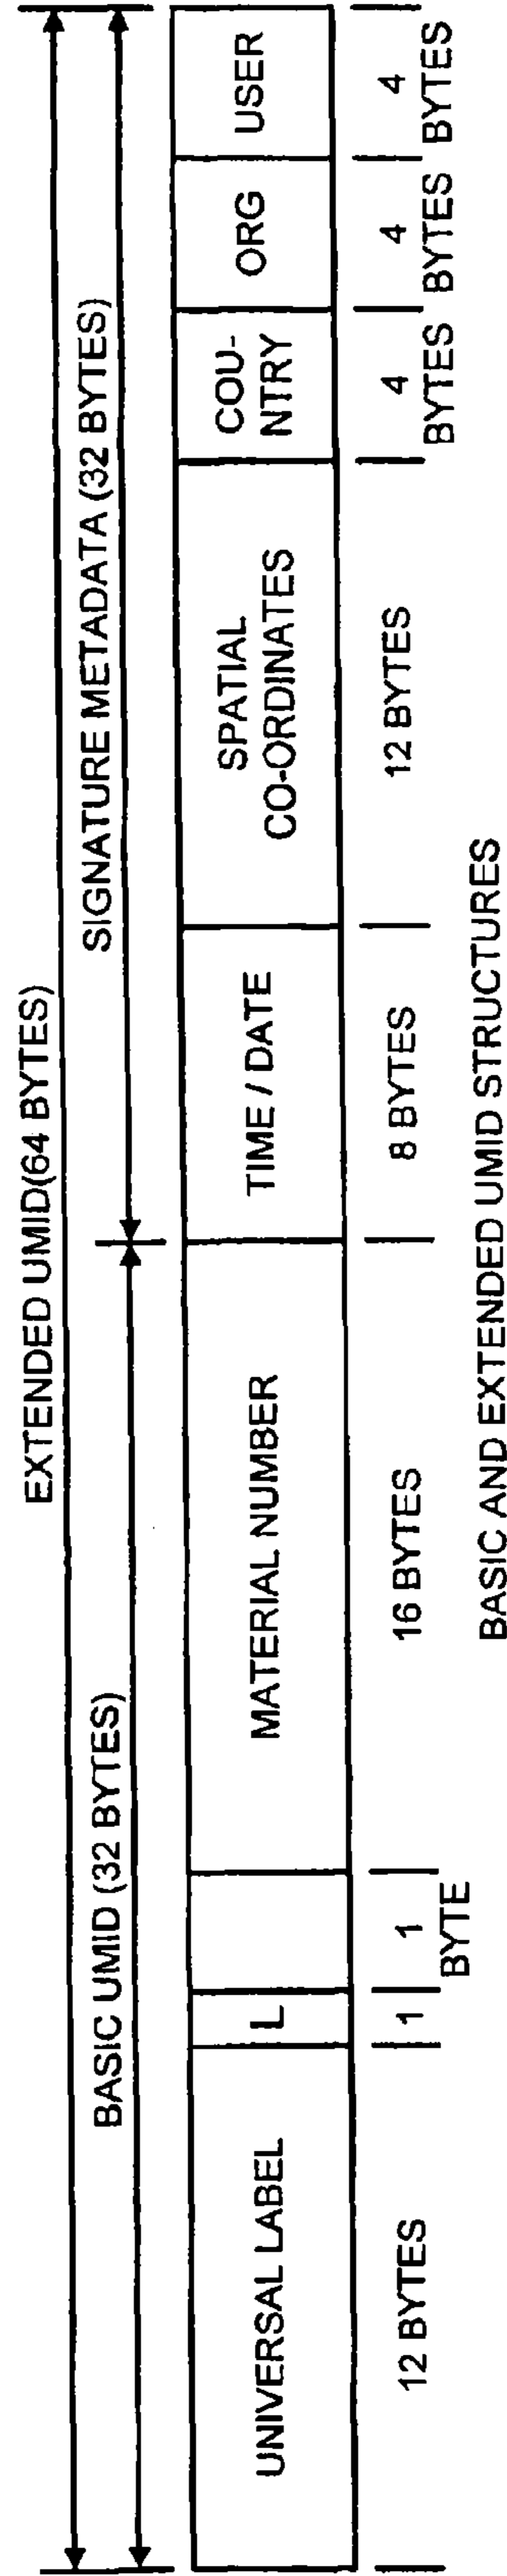 EXTENDED UMID(64 BYTES)
BASIC UMID (32 BYTES)
SIGNATURE METADATA (32 BYTES)
UNIVERSAL LABEL
L
MATERIAL NUMBER
TIME / DATE
SPATIAL
CO-ORDINATES
COU-
NTRY
ORG
USER
12 BYTES
1
1
BYTE
16 BYTES
8 BYTES
12 BYTES
4
BYTES
4
BYTES
4
BYTES
BASIC AND EXTENDED UMID STRUCTURES